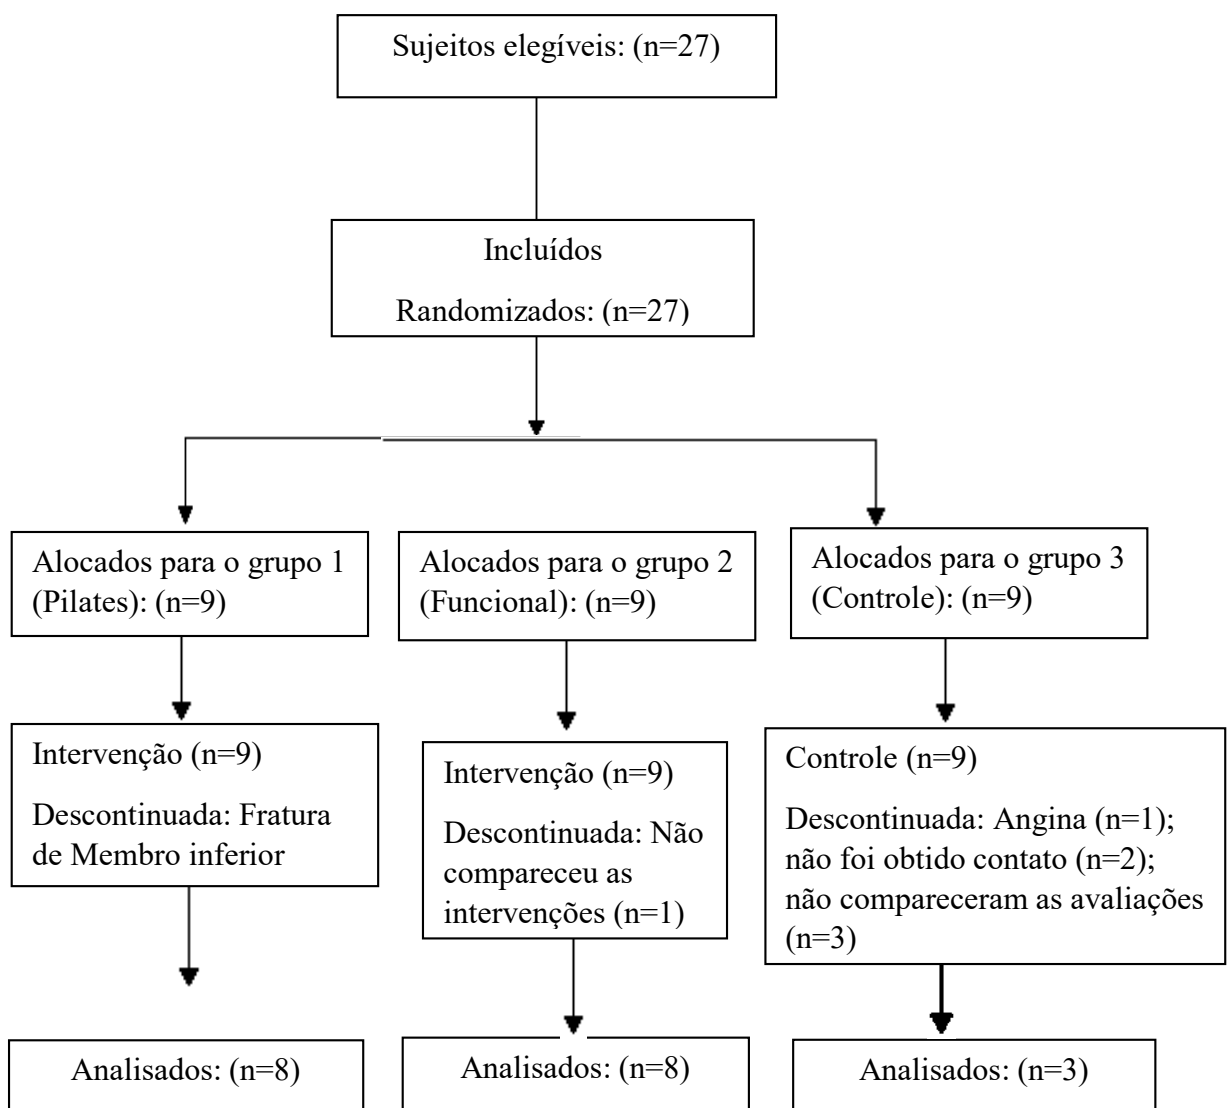 Sujeitos elegíveis: (n=27)
Incluídos
Randomizados: (n=27)
Alocados para o grupo 1
(Pilates): (n=9)
Alocados para o grupo 2
(Funcional): (n=9)
Alocados para o grupo 3
(Controle): (n=9)
Intervenção (n=9)
Descontinuada: Fratura
de Membro inferior
Intervenção (n=9)
Descontinuada: Não
compareceu as
intervenções (n=1)
Controle (n=9)
Descontinuada: Angina (n=1);
não foi obtido contato (n=2);
não compareceram as avaliações
(n=3)
Analisados: (n=8)
Analisados: (n=8)
Analisados: (n=3)